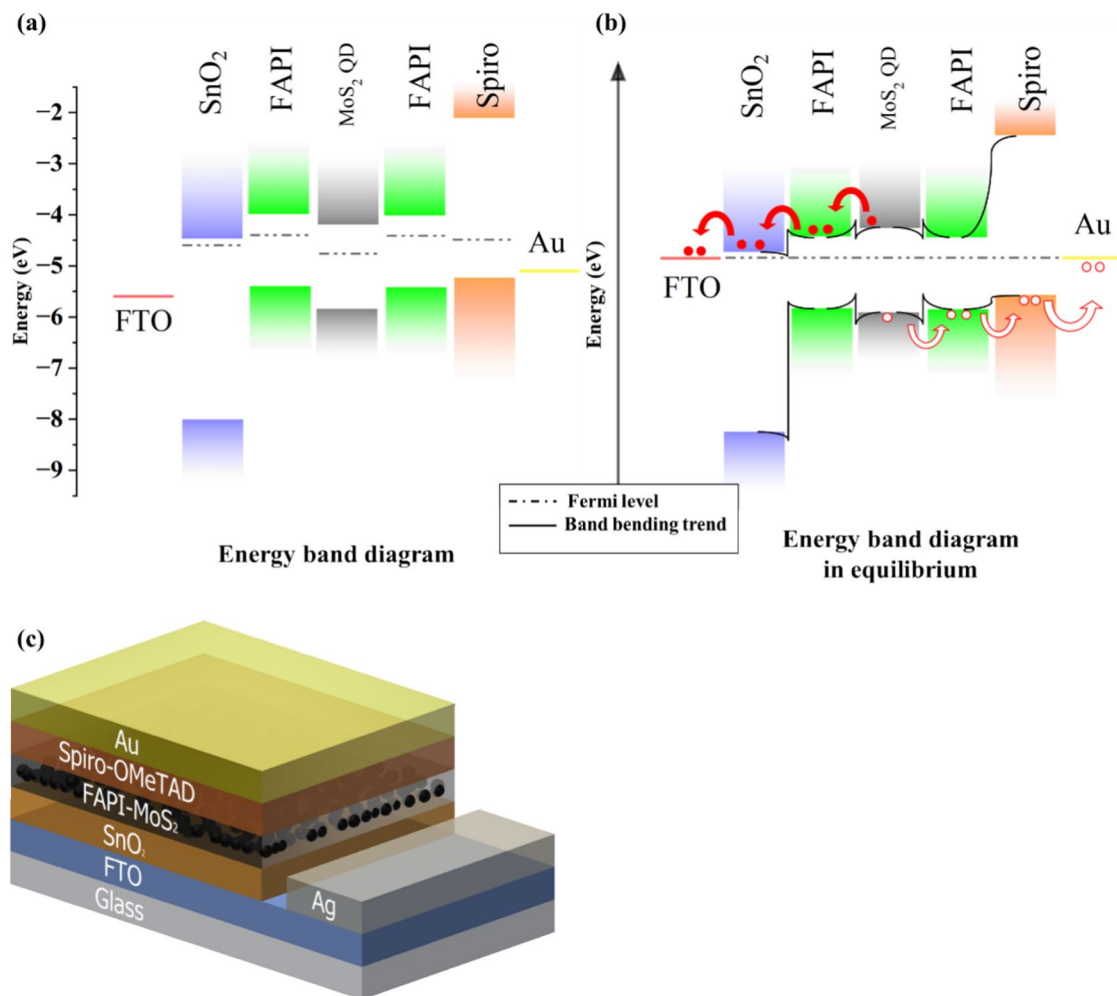 (a)
SnO₂
FAPI
MoS₂ QD
FAPI
Spiro
Energy (eV)
−2
−3
−4
−5
−6
−7
−8
−9
FTO
Au
Energy band diagram
(b)
SnO₂
FAPI
MoS₂ QD
FAPI
Spiro
Energy (eV)
FTO
Au
Fermi level
Band bending trend
Energy band diagram
in equilibrium
(c)
Au
Spiro-OMeTAD
FAPI-MoS₂
SnO₂
FTO
Glass
Ag